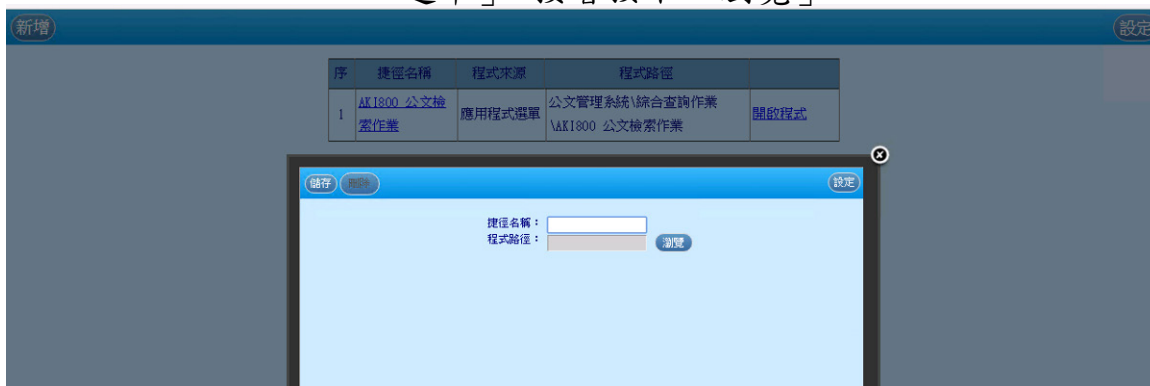 新增 設定
序 捷徑名稱 程式來源 程式路徑
1 AKI800 公文檢索作業 應用程式選單 公文管理系統\綜合查詢作業\AKI800 公文檢索作業 開啟程式
儲存 刪除 設定
捷徑名稱：
程式路徑： 瀏覽